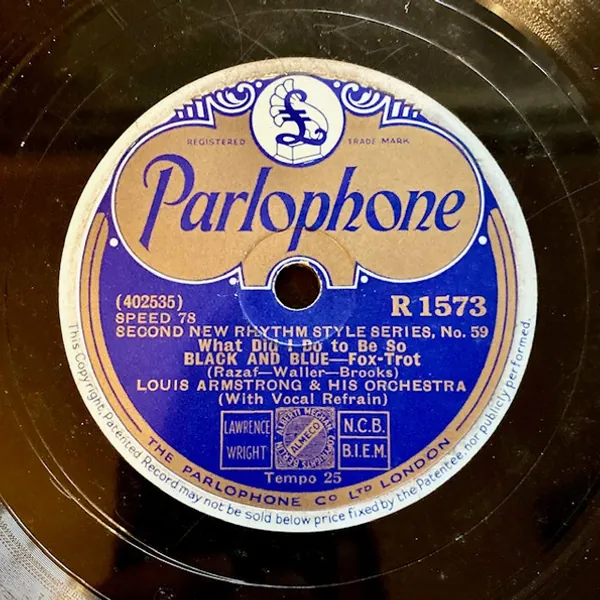 REGISTERED TRADE MARK
Parlophone
(402535)
R 1573
SPEED 78
SECOND NEW RHYTHM STYLE SERIES, No. 59
What Did I Do to Be So
BLACK AND BLUE—Fox-Trot
(Razaf—Waller—Brooks)
LOUIS ARMSTRONG & HIS ORCHESTRA
(With Vocal Refrain)
LAWRENCE
WRIGHT
ALMECO
N.C.B.
B.I.E.M.
Tempo 25
THE PARLOPHONE CO LTD LONDON
This Copyright, Patented Record may not be sold below price fixed by the Patentee, nor publicly performed.